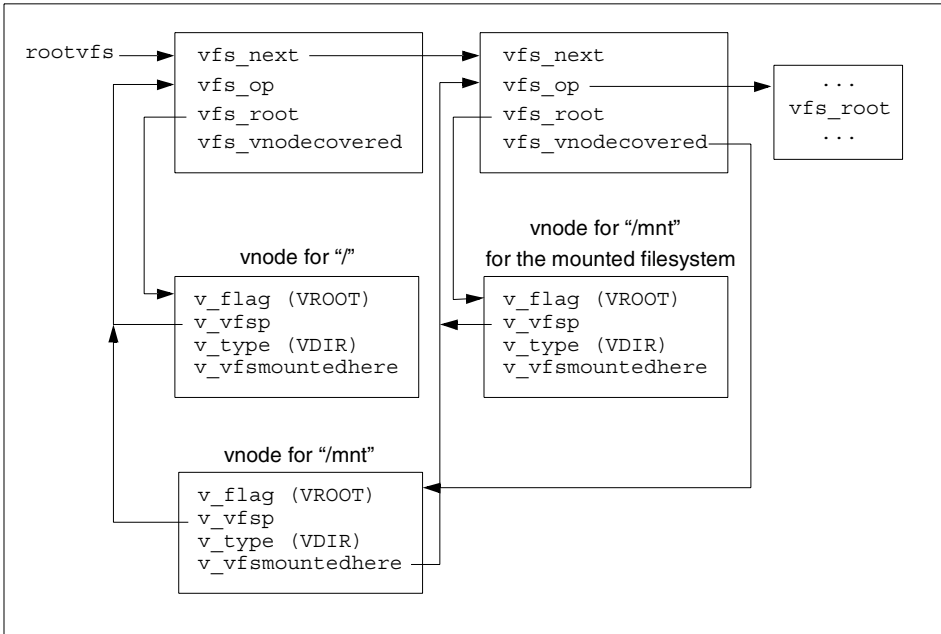 rootvfs
vfs_next
vfs_op
vfs_root
vfs_vnodecovered
vfs_next
vfs_op
vfs_root
vfs_vnodecovered
...
vfs_root
...
vnode for “/”
v_flag (VROOT)
v_vfsp
v_type (VDIR)
v_vfsmountedhere
vnode for “/mnt”
for the mounted filesystem
v_flag (VROOT)
v_vfsp
v_type (VDIR)
v_vfsmountedhere
vnode for “/mnt”
v_flag (VROOT)
v_vfsp
v_type (VDIR)
v_vfsmountedhere